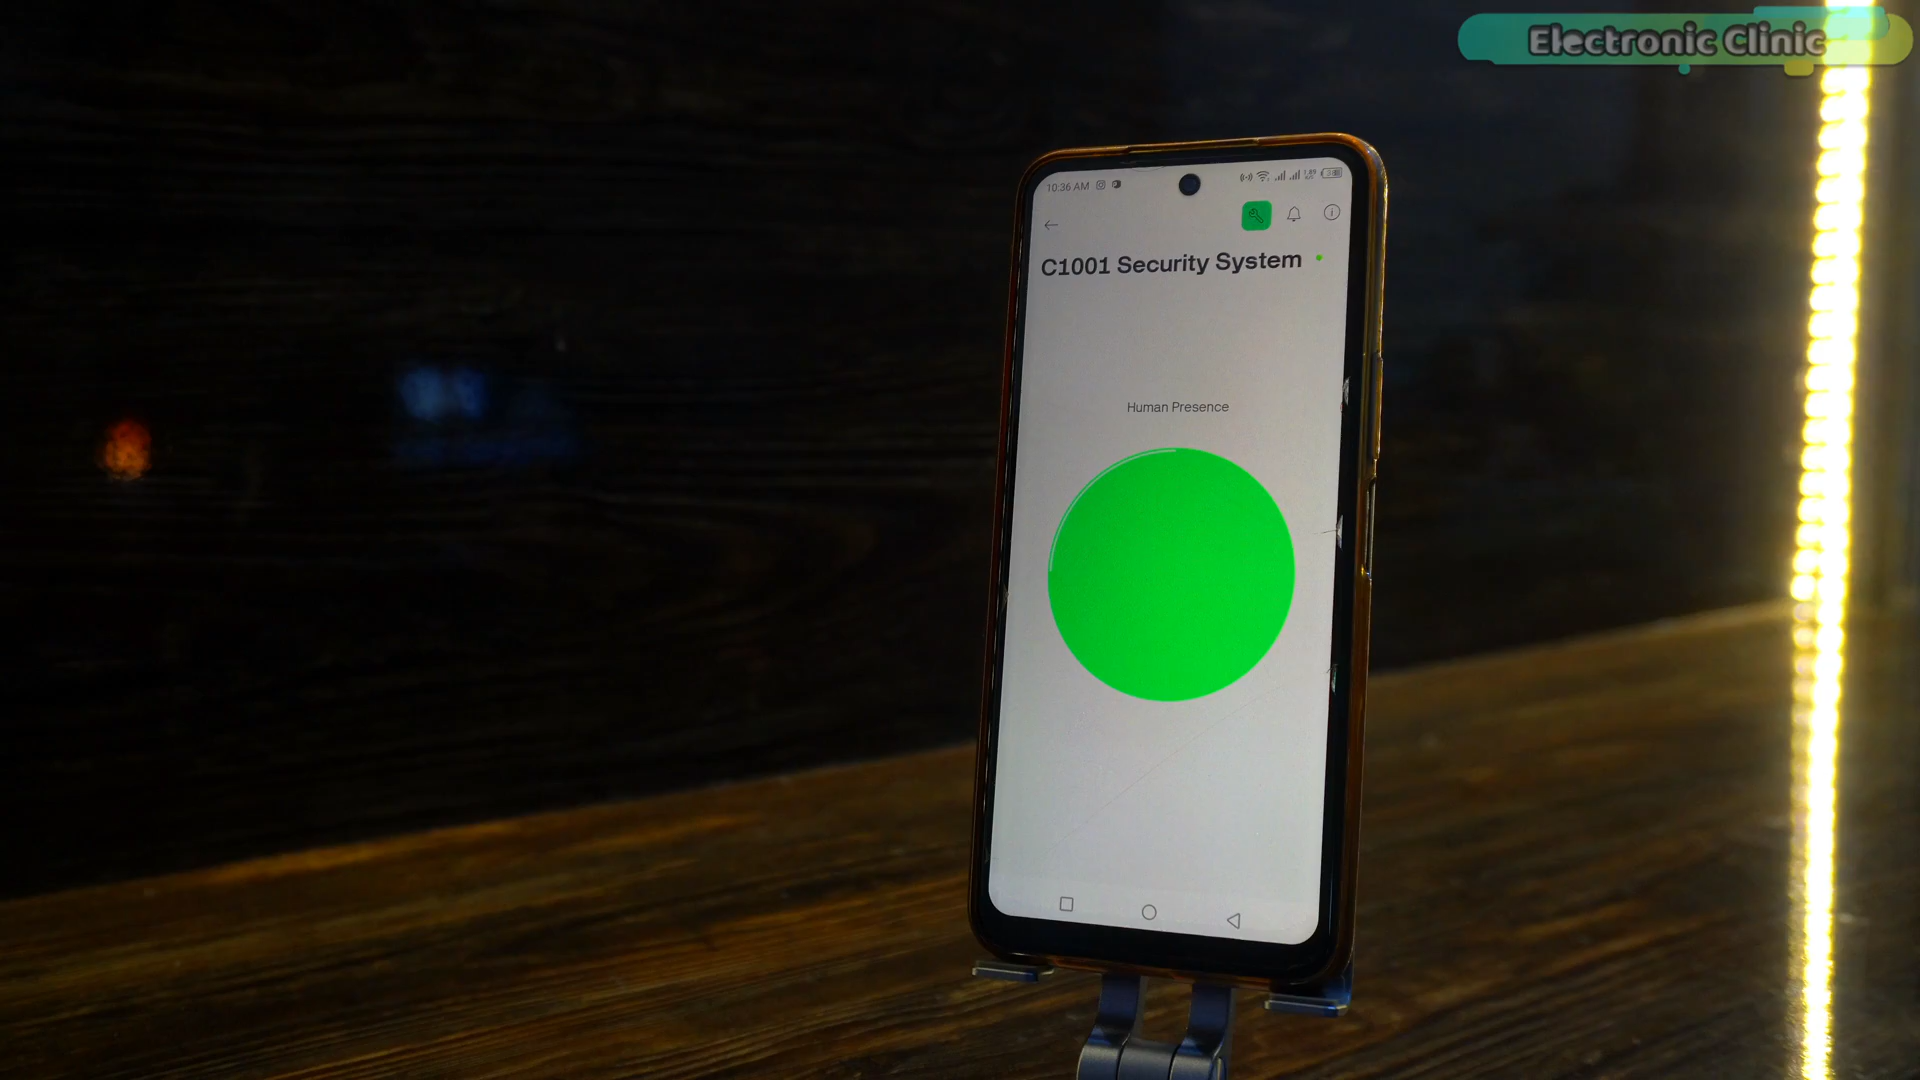 Electronic Clinic
10:36 AM
C1001 Security System
Human Presence